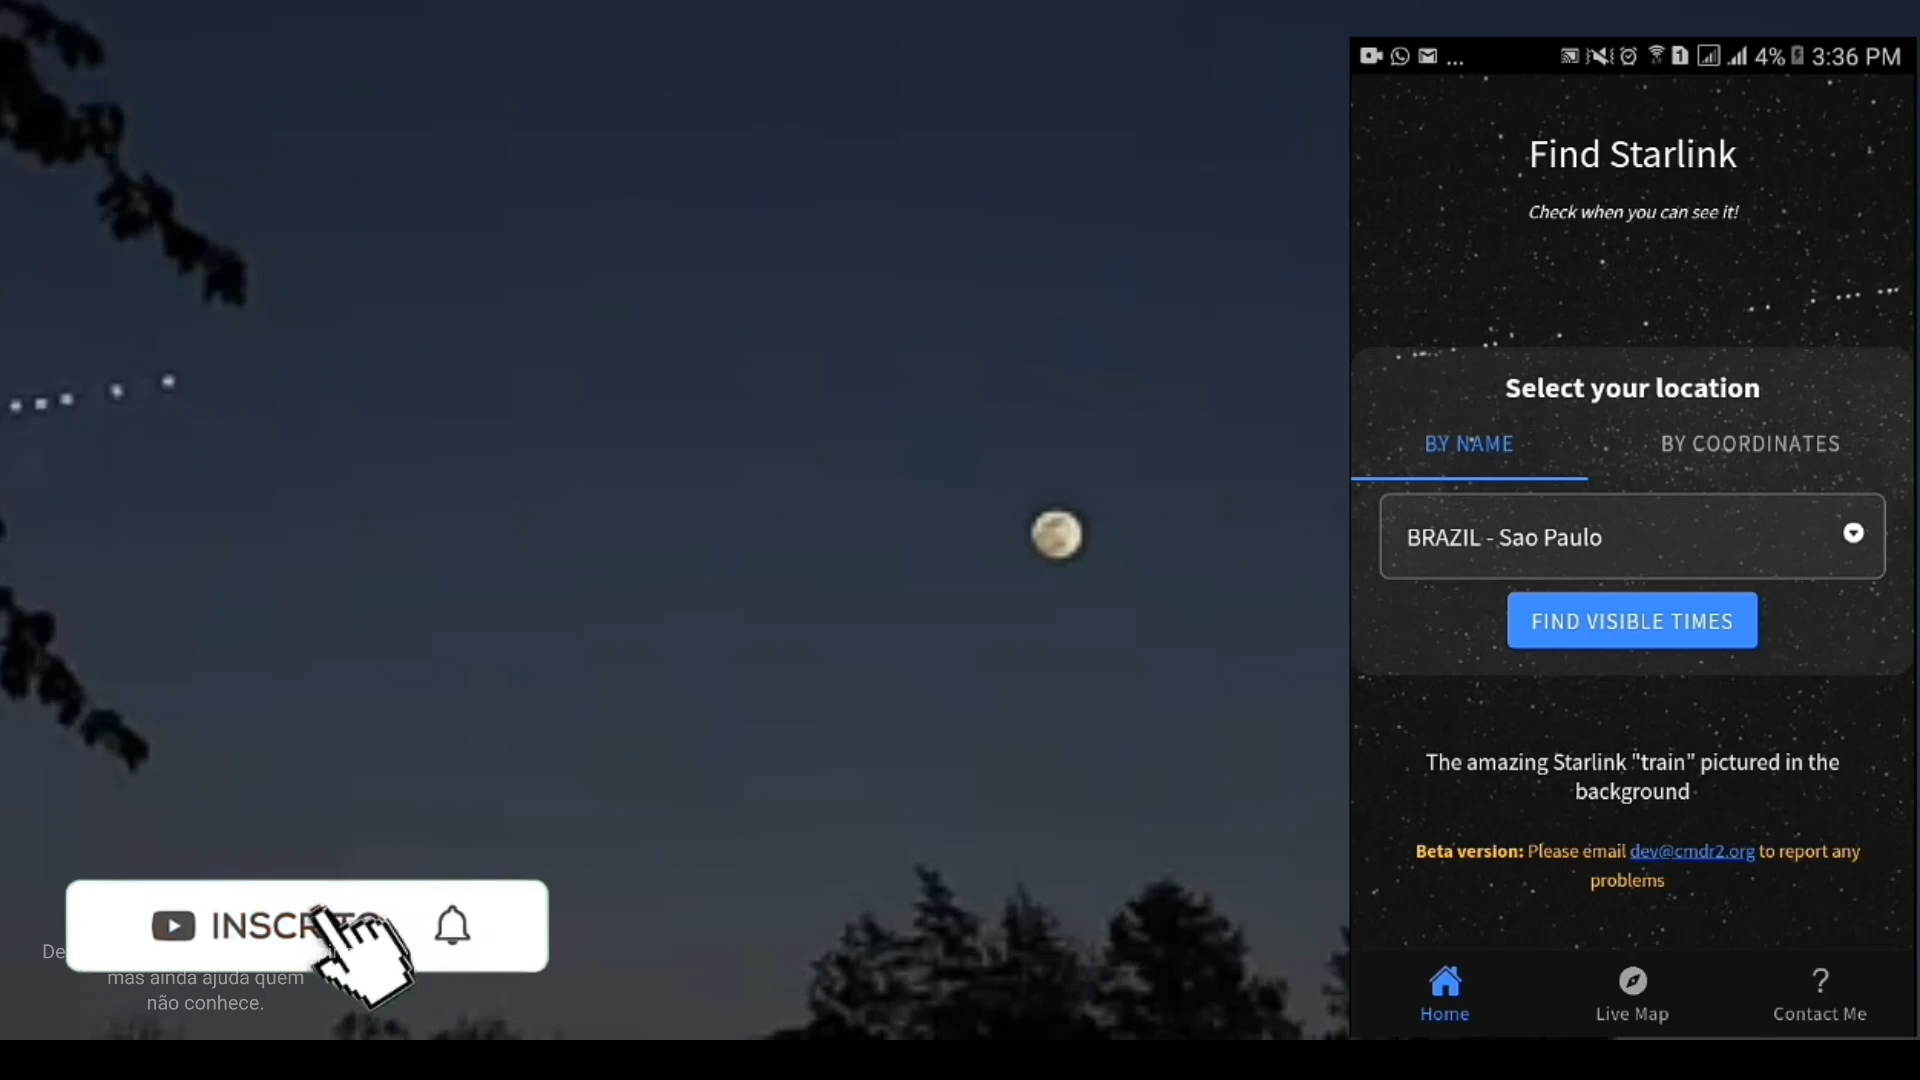 ... 4% 3:36 PM
Find Starlink
Check when you can see it!
Select your location
BY NAME BY COORDINATES
BRAZIL - Sao Paulo
FIND VISIBLE TIMES
The amazing Starlink "train" pictured in the
background
Beta version: Please email dev@cmdr2.org to report any
problems
Home Live Map Contact Me
mas ainda ajuda quem
não conhece.